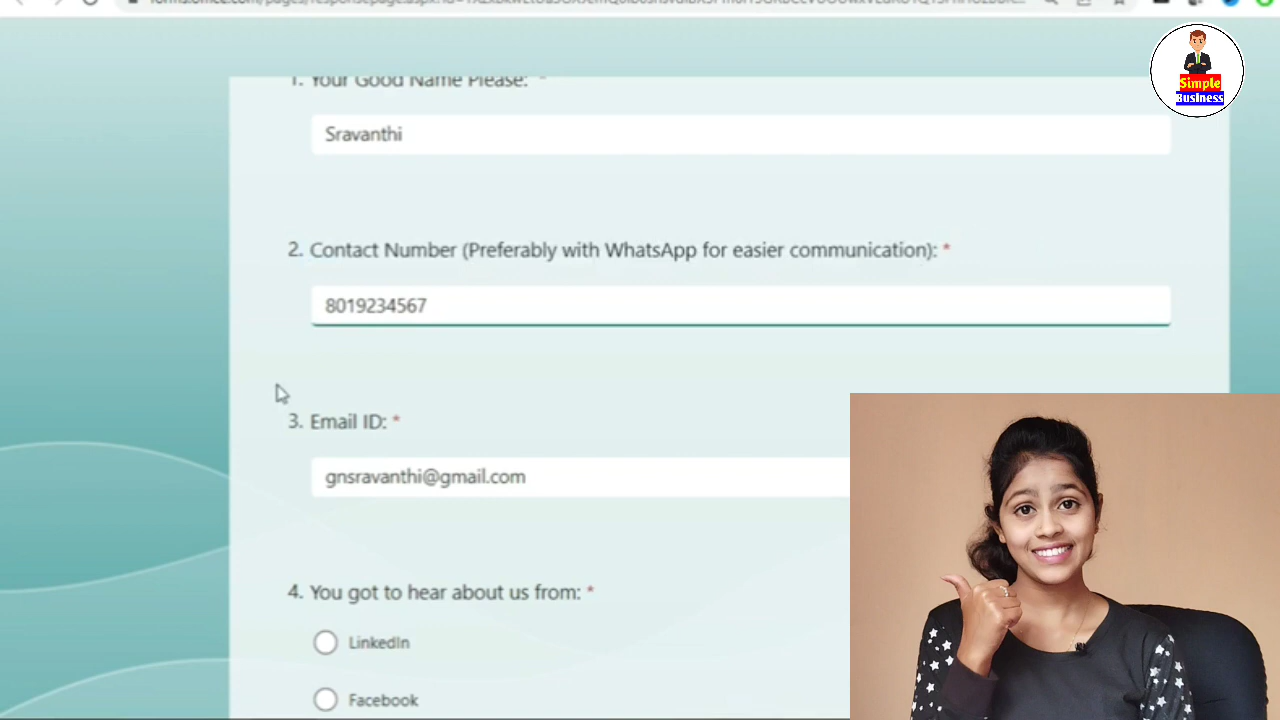 Simple
Business
1. Your Good Name Please: *
Sravanthi
2. Contact Number (Preferably with WhatsApp for easier communication): *
8019234567
3. Email ID: *
gnsravanthi@gmail.com
4. You got to hear about us from: *
LinkedIn
Facebook